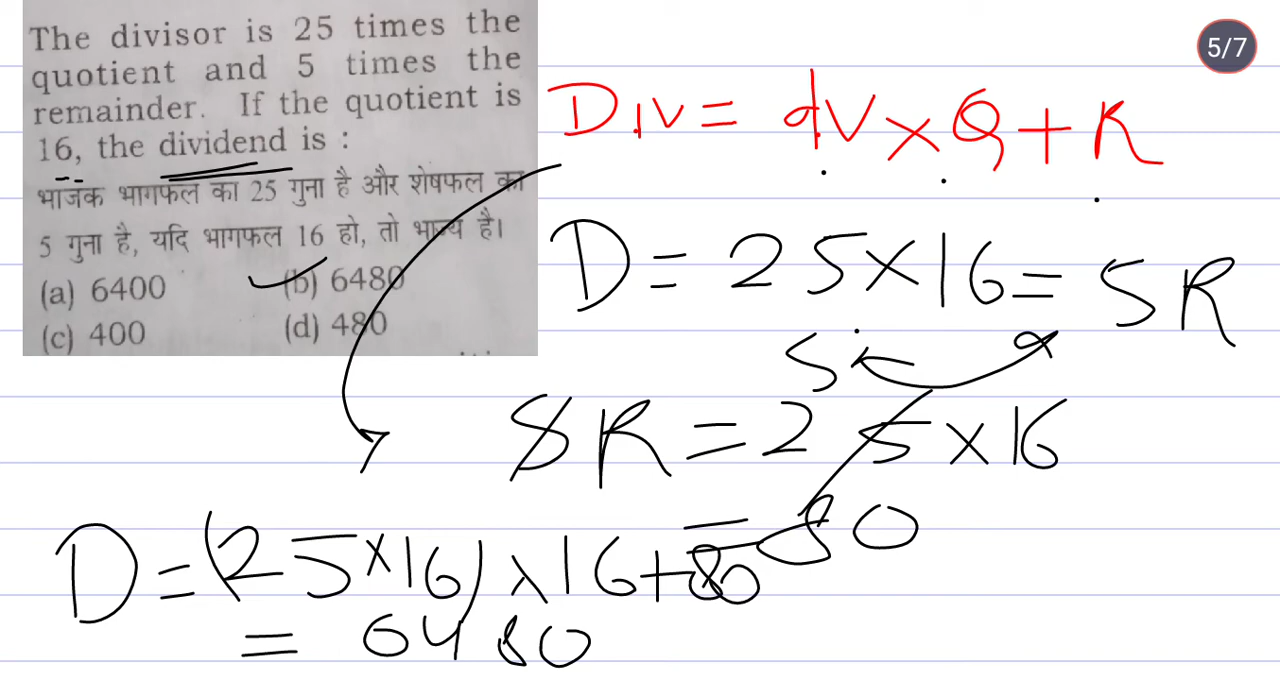 The divisor is 25 times the
quotient and 5 times the
remainder. If the quotient is
16, the dividend is :
भाजक भागफल का 25 गुना है और शेषफल का
5 गुना है, यदि भागफल 16 हो, तो भाज्य है।
(a) 6400 (b) 6480
(c) 400 (d) 480
5/7
Div = dv × Q + R
D = 25 × 16 = 5R
5
5R = 25 × 16
= 80
D = (25 × 16) × 16 + 80
= 6480